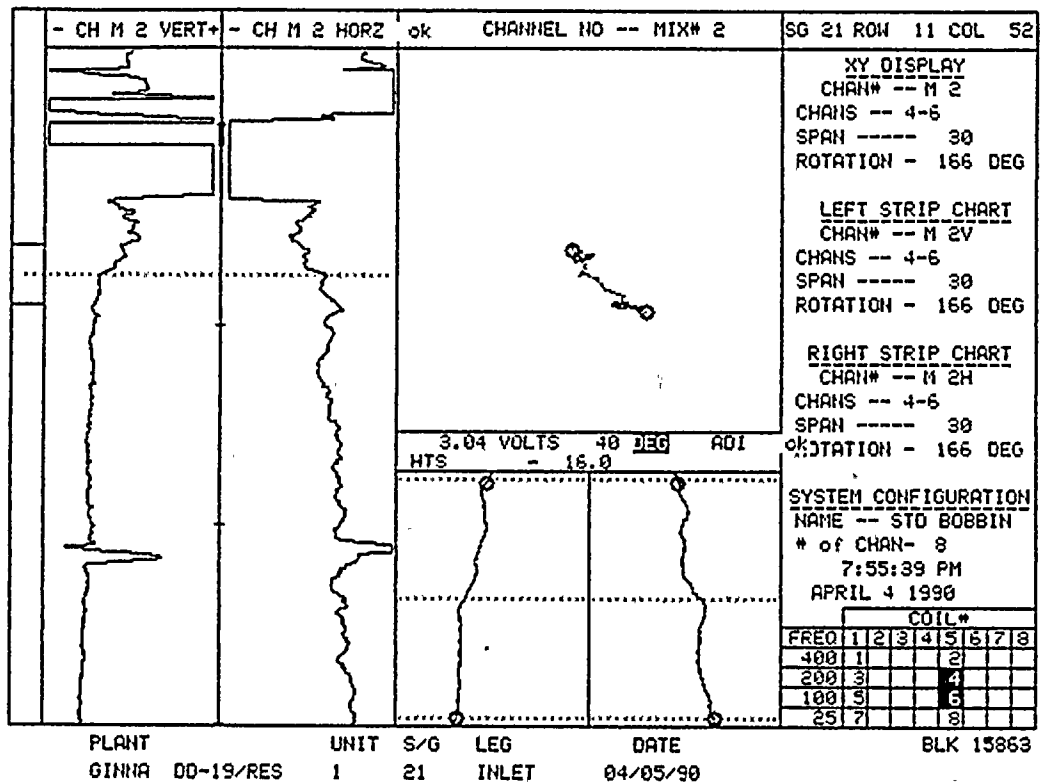 - CH M 2 VERT+ - CH M 2 HORZ ok CHANNEL NO -- MIX# 2 SG 21 ROW 11 COL 52
XY DISPLAY
CHAN# -- M 2
CHANS -- 4-6
SPAN ----- 30
ROTATION - 166 DEG
LEFT STRIP CHART
CHAN# -- M 2V
CHANS -- 4-6
SPAN ----- 30
ROTATION - 166 DEG
RIGHT STRIP CHART
CHAN# -- M 2H
CHANS -- 4-6
SPAN ----- 30
3.04 VOLTS 40 DEG ADI ok OTATION - 166 DEG
HTS - 16.0
SYSTEM CONFIGURATION
NAME -- STD BOBBIN
# of CHAN- 8
7:55:39 PM
APRIL 4 1990
COIL#
FREQ 1 2 3 4 5 6 7 8
400 1 2
200 3 4
100 5 6
25 7 8
PLANT UNIT S/G LEG DATE BLK 15863
GINNA DD-19/RES 1 21 INLET 04/05/90